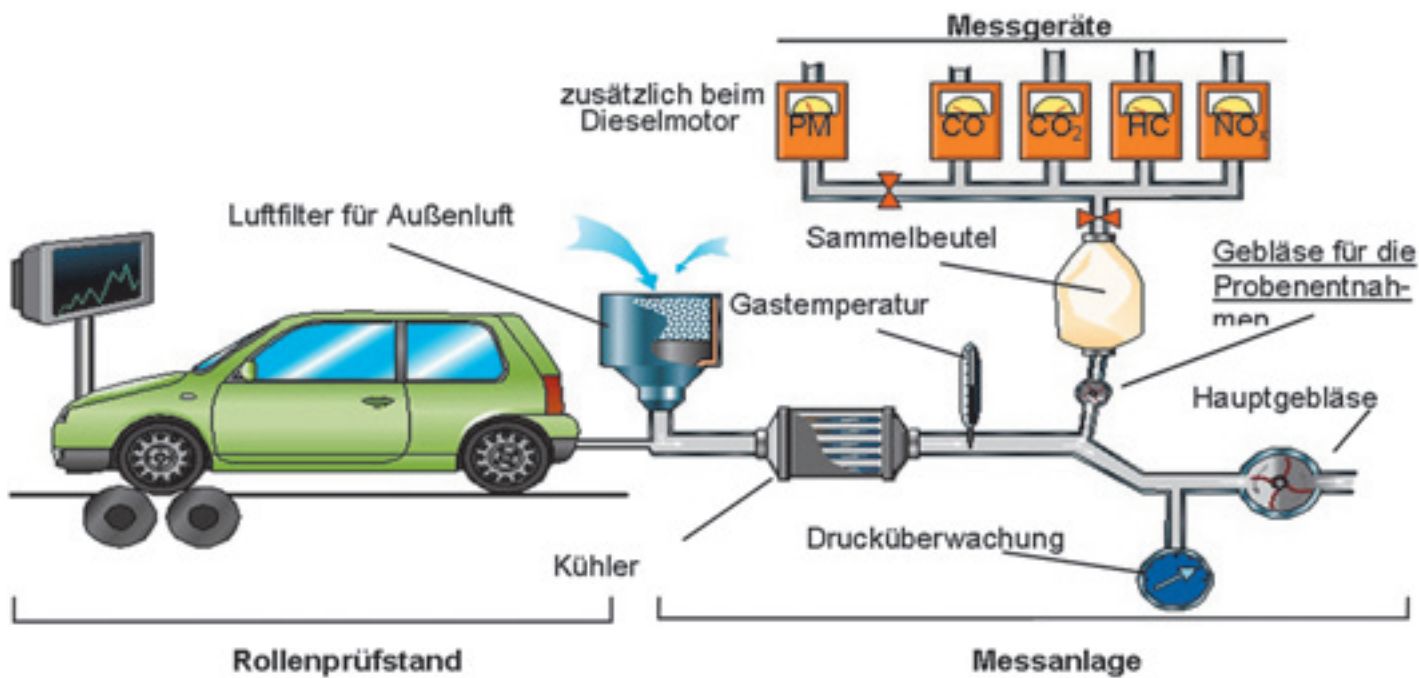 Messgeräte
zusätzlich beim
Dieselmotor
PM
CO
CO₂
HC
NOₓ
Luftfilter für Außenluft
Sammelbeutel
Gebläse für die
Probenentnah-
men
Gastemperatur
Hauptgebläse
Drucküberwachung
Kühler
Rollenprüfstand
Messanlage